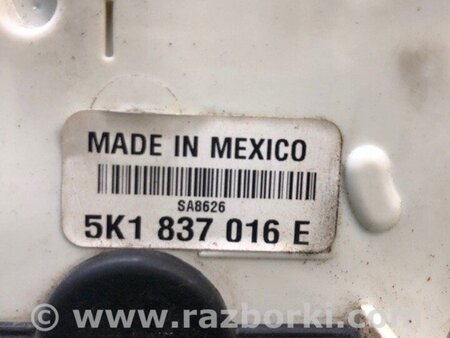 MADE IN MEXICO
SA8626
5K1 837 016 E
© www.razborki.com